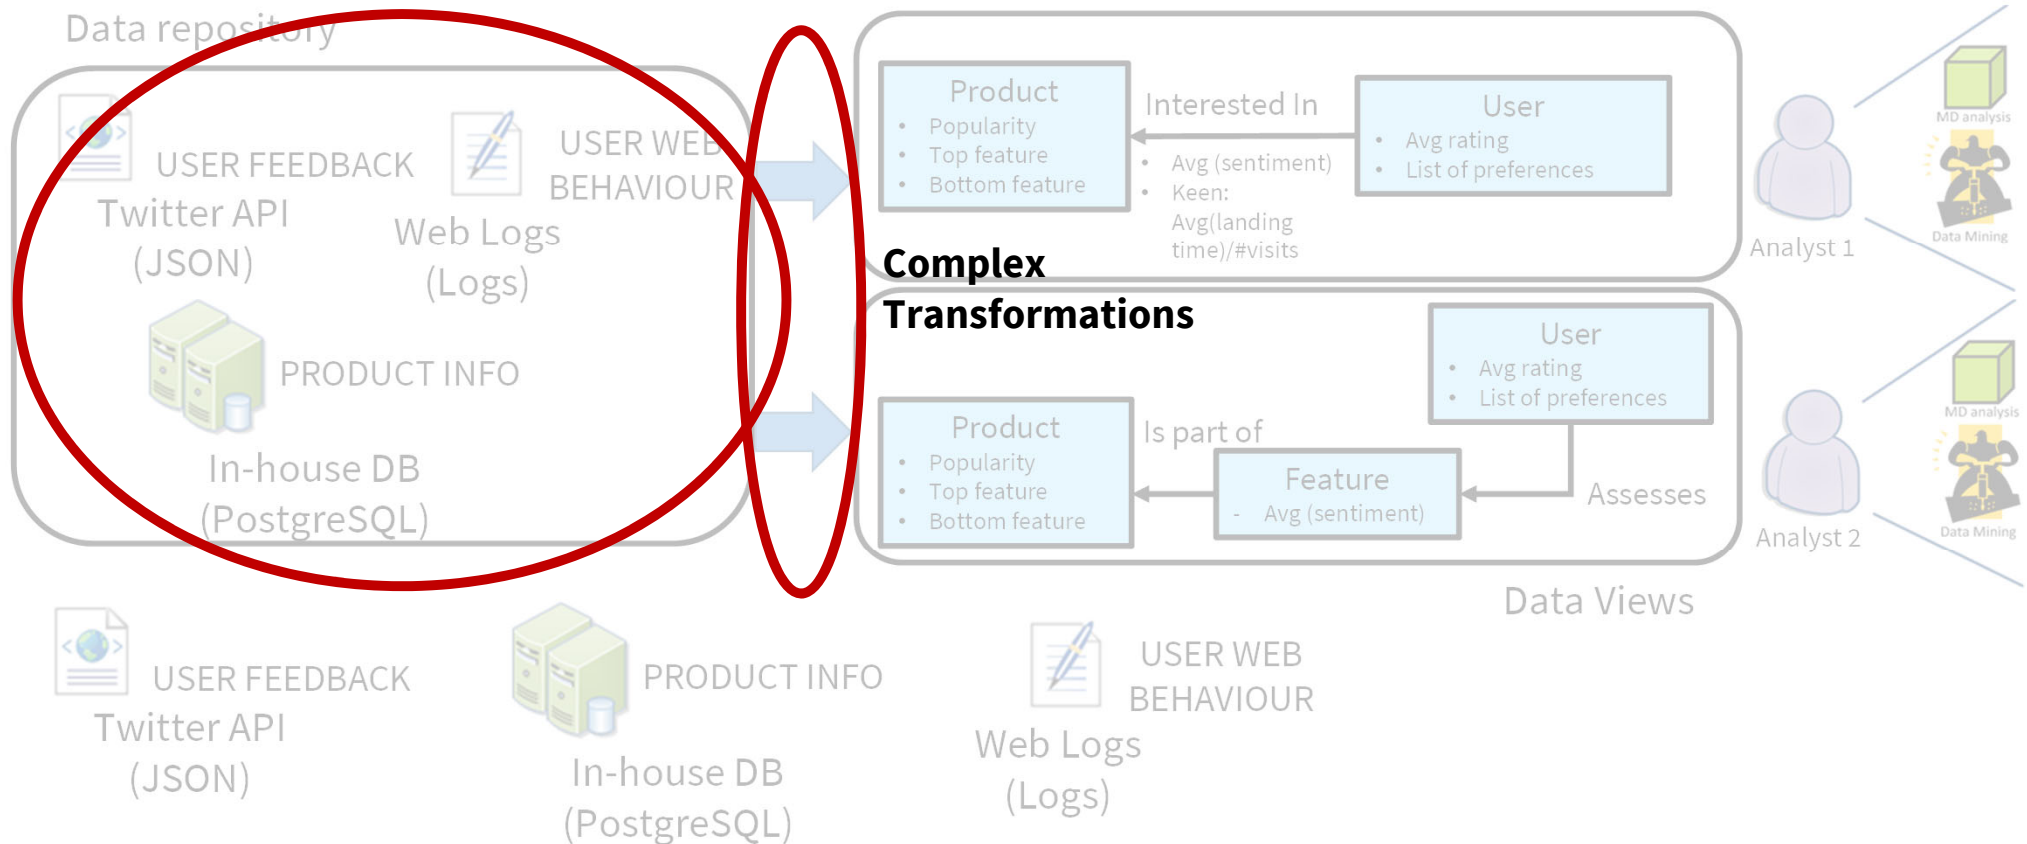 Data repository
USER FEEDBACK
Twitter API
(JSON)
USER WEB
BEHAVIOUR
Web Logs
(Logs)
PRODUCT INFO
In-house DB
(PostgreSQL)
Product
• Popularity
• Top feature
• Bottom feature
Interested In
• Avg (sentiment)
• Keen:
Avg(landing
time)/#visits
User
• Avg rating
• List of preferences
Complex
Transformations
Product
• Popularity
• Top feature
• Bottom feature
Is part of
Feature
- Avg (sentiment)
User
• Avg rating
• List of preferences
Assesses
Data Views
Analyst 1
MD analysis
Data Mining
Analyst 2
MD analysis
Data Mining
USER FEEDBACK
Twitter API
(JSON)
PRODUCT INFO
In-house DB
(PostgreSQL)
USER WEB
BEHAVIOUR
Web Logs
(Logs)